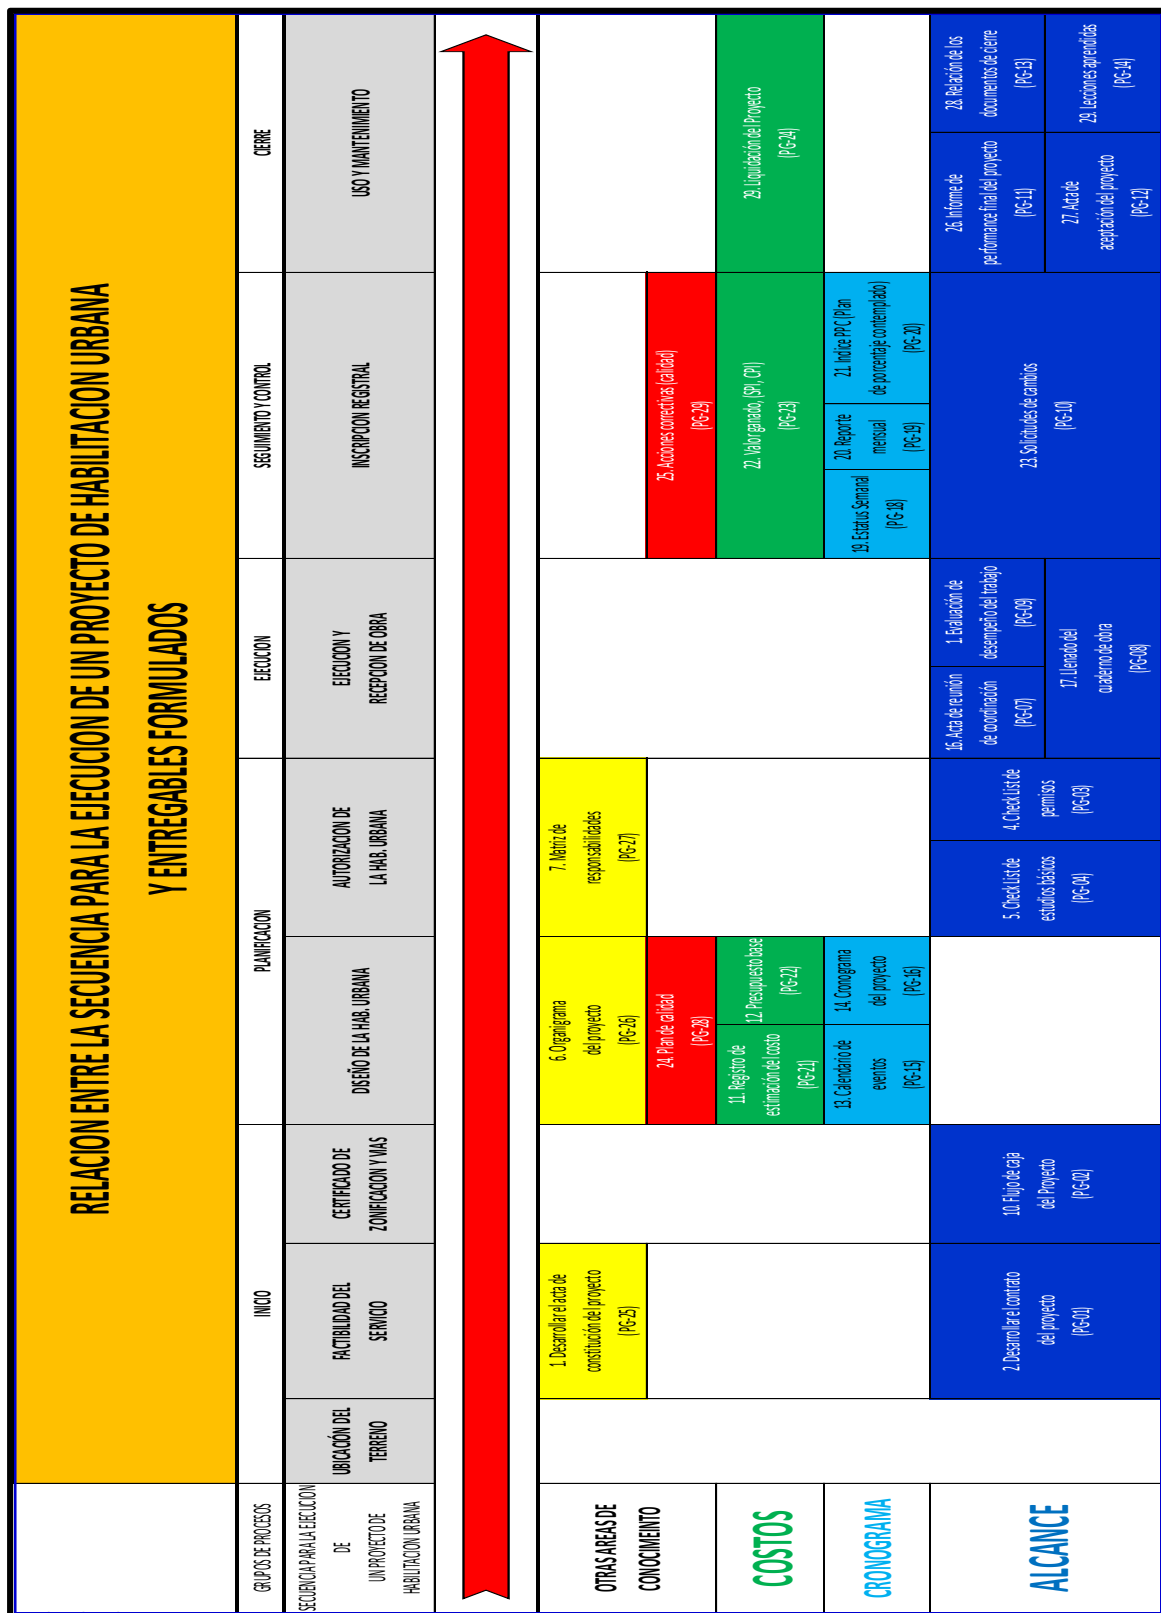 RELACION ENTRE LA SECUENCIA PARA LA EJECUCION DE UN PROYECTO DE HABILITACION URBANA
Y ENTREGABLES FORMULADOS
GRUPOS DE PROCESOS
INICIO
PLANIFICACION
EJECUCION
SEGUIMIENTO Y CONTROL
CIERRE
SECUENCIA PARA LA EJECUCION
DE
UN PROYECTO DE
HABILITACION URBANA
UBICACIÓN DEL
TERRENO
FACTIBILIDAD DEL
SERVICIO
CERTIFICADO DE
ZONIFICACION Y VIAS
DISEÑO DE LA HAB. URBANA
AUTORIZACION DE
LA HAB. URBANA
EJECUCION Y
RECEPCION DE OBRA
INSCRIPCION REGISTRAL
USO Y MANTENIMIENTO
OTRAS AREAS DE
CONOCIMEINTO
1. Desarrollar el acta de
constitución del proyecto
(PG-25)
6. Organigrama
del proyecto
(PG-26)
7. Matriz de
responsabilidades
(PG-27)
24. Plan de calidad
(PG-28)
25. Acciones correctivas (calidad)
(PG-29)
COSTOS
11. Registro de
estimación del costo
(PG-21)
12. Presupuesto base
(PG-22)
22. Valor ganado, (SPI, CPI)
(PG-23)
29. Liquidación del Proyecto
(PG-24)
CRONOGRAMA
13. Calendario de
eventos
(PG-15)
14. Cronograma
del proyecto
(PG-16)
19. Estatus Semanal
(PG-18)
20. Reporte
mensual
(PG-19)
21. Indice PPC (Plan
de porcentaje contemplado)
(PG-20)
ALCANCE
2. Desarrollar el contrato
del proyecto
(PG-01)
10. Flujo de caja
del Proyecto
(PG-02)
5. Check List de
estudios básicos
(PG-04)
4. Check List de
permisos
(PG-03)
16. Acta de reunión
de coordinación
(PG-07)
1. Evaluación de
desempeño del trabajo
(PG-09)
17. Llenado del
cuaderno de obra
(PG-08)
23. Solicitudes de cambios
(PG-10)
26. Informe de
performance final del proyecto
(PG-11)
28. Relación de los
documentos de cierre
(PG-13)
27. Acta de
aceptación del proyecto
(PG-12)
29. Lecciones aprendidas
(PG-14)